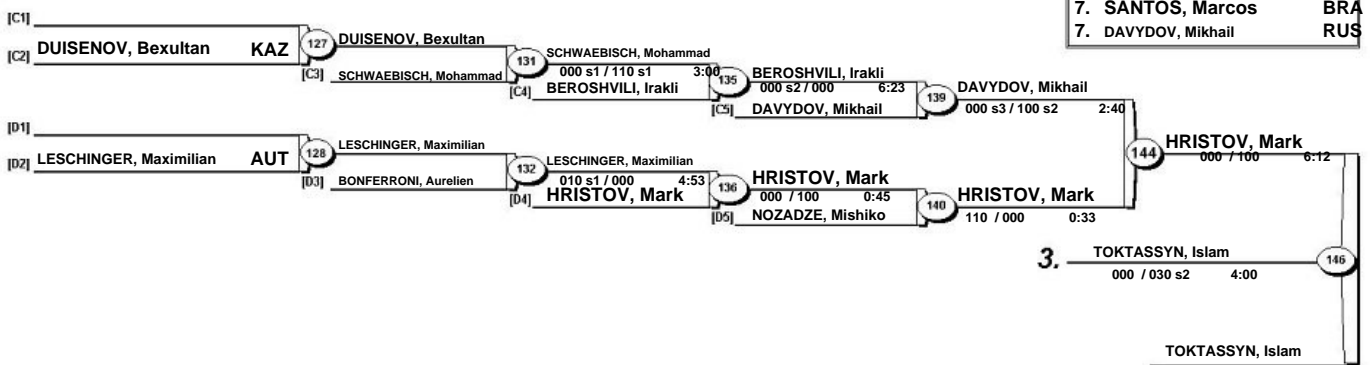 7. SANTOS, Marcos BRA
7. DAVYDOV, Mikhail RUS
[C1]
[C2] DUISENOV, Bexultan KAZ
127
DUISENOV, Bexultan
[C3] SCHWAEBISCH, Mohammad
131
SCHWAEBISCH, Mohammad
000 s1 / 110 s1 3:00
[C4] BEROSHVILI, Irakli
135
BEROSHVILI, Irakli
000 s2 / 000 6:23
[C5] DAVYDOV, Mikhail
139
DAVYDOV, Mikhail
000 s3 / 100 s2 2:40
[D1]
[D2] LESCHINGER, Maximilian AUT
128
LESCHINGER, Maximilian
[D3] BONFERRONI, Aurelien
132
LESCHINGER, Maximilian
010 s1 / 000 4:53
[D4] HRISTOV, Mark
136
HRISTOV, Mark
000 / 100 0:45
[D5] NOZADZE, Mishiko
140
HRISTOV, Mark
110 / 000 0:33
144
HRISTOV, Mark
000 / 100 6:12
3. TOKTASSYN, Islam
000 / 030 s2 4:00
146
TOKTASSYN, Islam